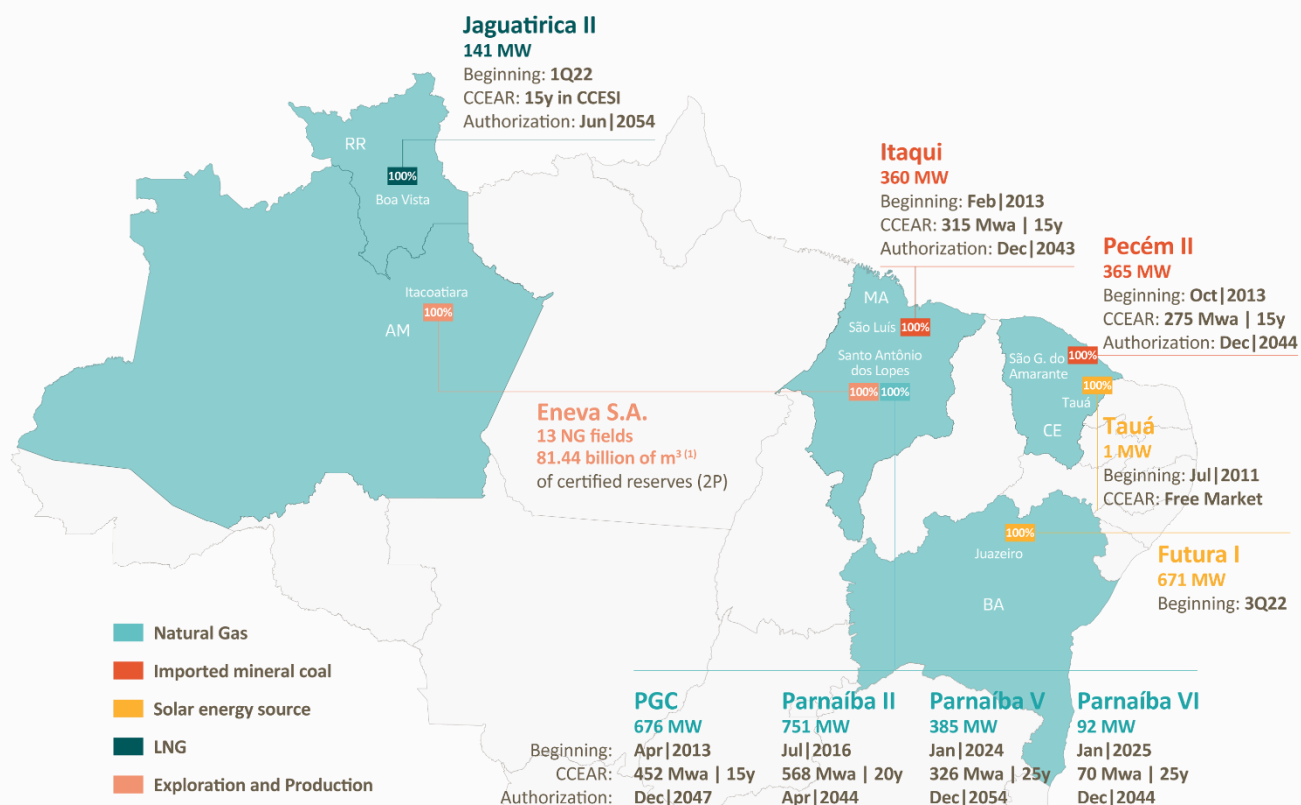 Jaguatirica II
141 MW
Beginning: 1Q22
CCEAR: 15y in CCESI
Authorization: Jun|2054
RR
100%
Boa Vista
Itacoatiara
100%
AM
Itaqui
360 MW
Beginning: Feb|2013
CCEAR: 315 Mwa | 15y
Authorization: Dec|2043
Pecém II
365 MW
Beginning: Oct|2013
CCEAR: 275 Mwa | 15y
Authorization: Dec|2044
MA
São Luís 100%
Santo Antônio
dos Lopes
100% 100%
São G. do
Amarante
100%
100%
Tauá
CE
Eneva S.A.
13 NG fields
81.44 billion of m³ ⁽¹⁾
of certified reserves (2P)
Tauá
1 MW
Beginning: Jul|2011
CCEAR: Free Market
100%
Juazeiro
BA
Futura I
671 MW
Beginning: 3Q22
Natural Gas
Imported mineral coal
Solar energy source
LNG
Exploration and Production
PGC Parnaíba II Parnaíba V Parnaíba VI
676 MW 751 MW 385 MW 92 MW
Beginning: Apr|2013 Jul|2016 Jan|2024 Jan|2025
CCEAR: 452 Mwa | 15y 568 Mwa | 20y 326 Mwa | 25y 70 Mwa | 25y
Authorization: Dec|2047 Apr|2044 Dec|2054 Dec|2044